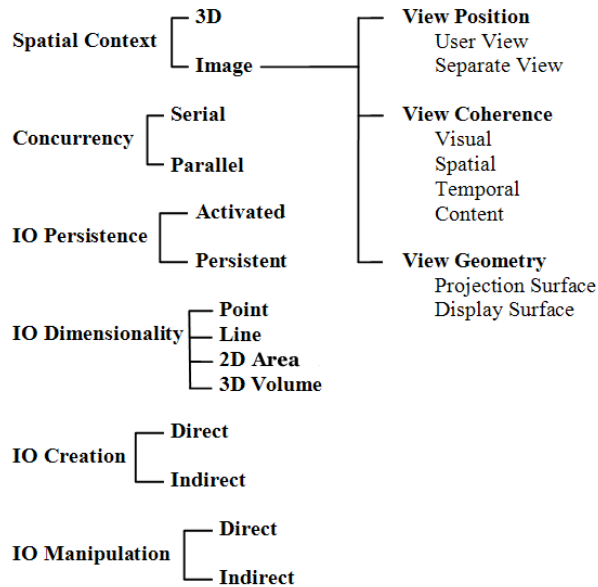 Spatial Context
3D
Image
Concurrency
Serial
Parallel
IO Persistence
Activated
Persistent
IO Dimensionality
Point
Line
2D Area
3D Volume
IO Creation
Direct
Indirect
IO Manipulation
Direct
Indirect
View Position
User View
Separate View
View Coherence
Visual
Spatial
Temporal
Content
View Geometry
Projection Surface
Display Surface